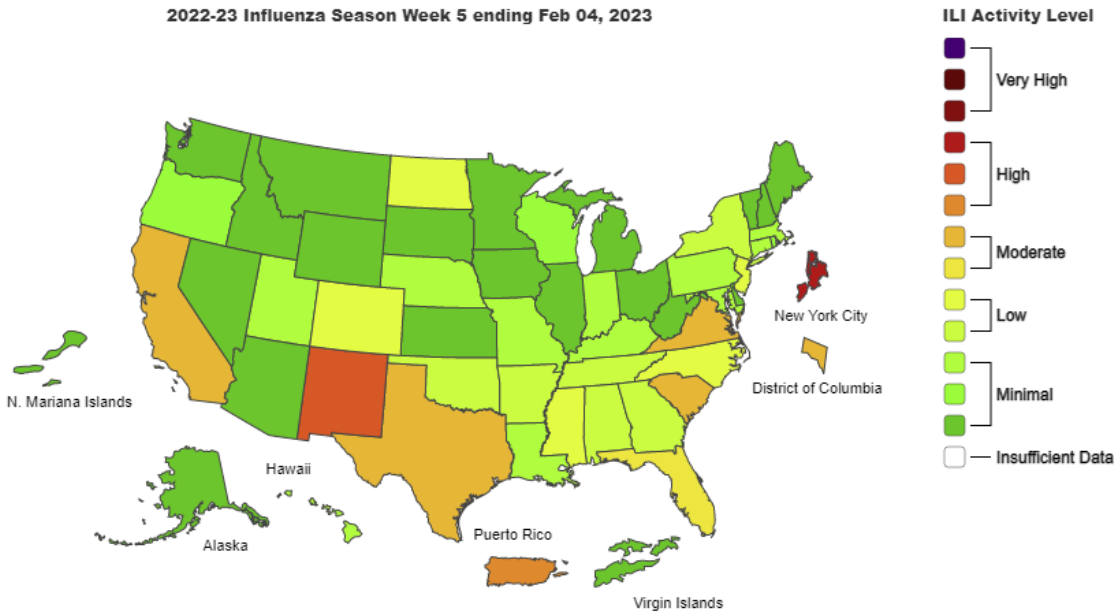 2022-23 Influenza Season Week 5 ending Feb 04, 2023
ILI Activity Level
Very High
High
Moderate
Low
Minimal
Insufficient Data
New York City
District of Columbia
N. Mariana Islands
Hawaii
Alaska
Puerto Rico
Virgin Islands